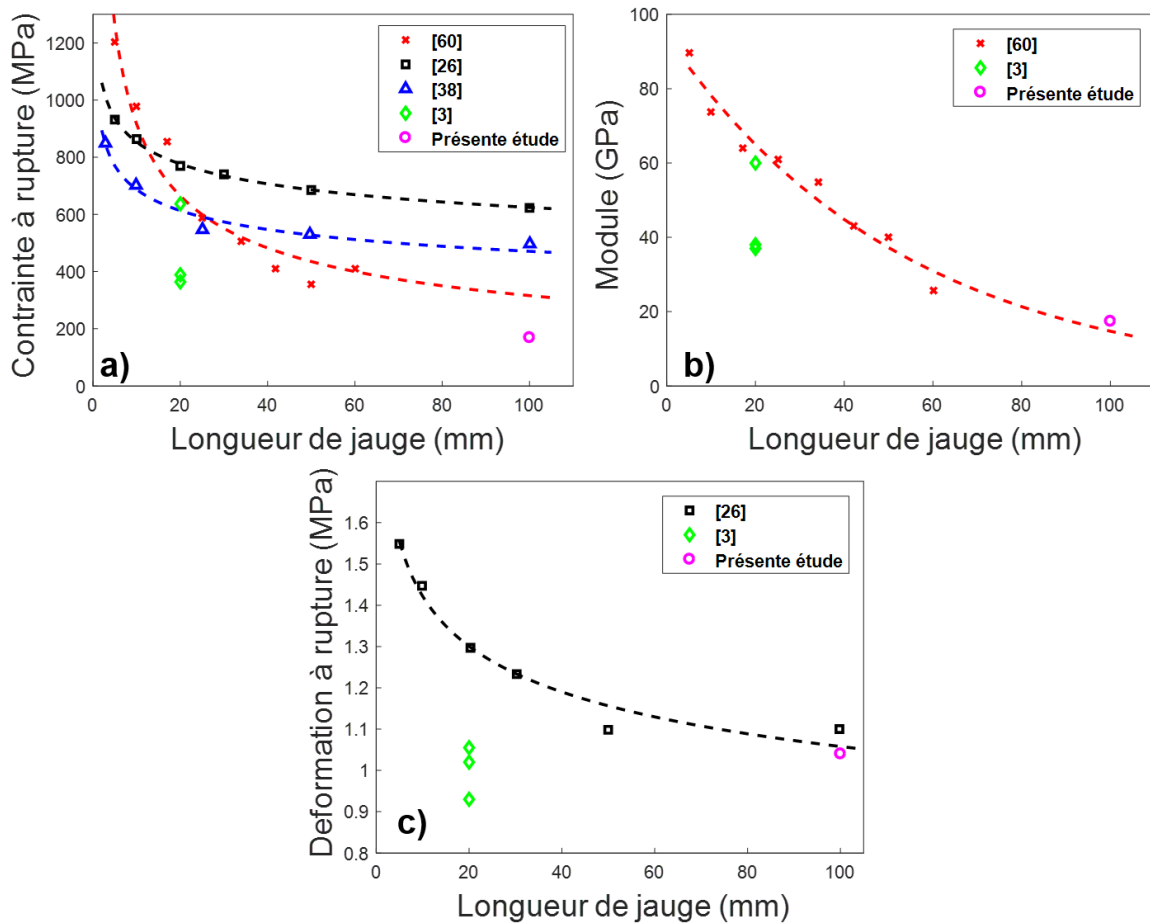 Contrainte à rupture (MPa)
1200
1000
800
600
400
200
0
[60]
[26]
[38]
[3]
Présente étude
a)
0 20 40 60 80 100
Longueur de jauge (mm)
Module (GPa)
100
80
60
40
20
0
[60]
[3]
Présente étude
b)
0 20 40 60 80 100
Longueur de jauge (mm)
Deformation à rupture (MPa)
1.6
1.5
1.4
1.3
1.2
1.1
1
0.9
0.8
[26]
[3]
Présente étude
c)
0 20 40 60 80 100
Longueur de jauge (mm)